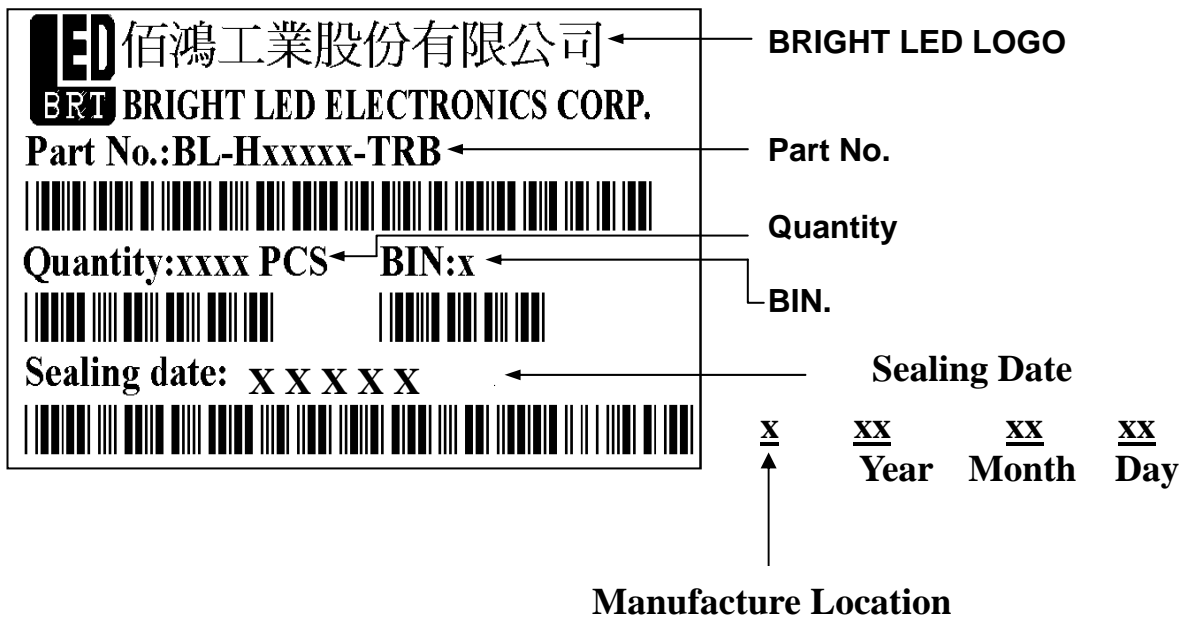 LED 佰鴻工業股份有限公司 BRIGHT LED LOGO
BRT BRIGHT LED ELECTRONICS CORP.
Part No.:BL-Hxxxxx-TRB Part No.
Quantity
Quantity:xxxx PCS BIN:x
BIN.
Sealing date: x x x x x Sealing Date
x xx xx xx
Year Month Day
Manufacture Location